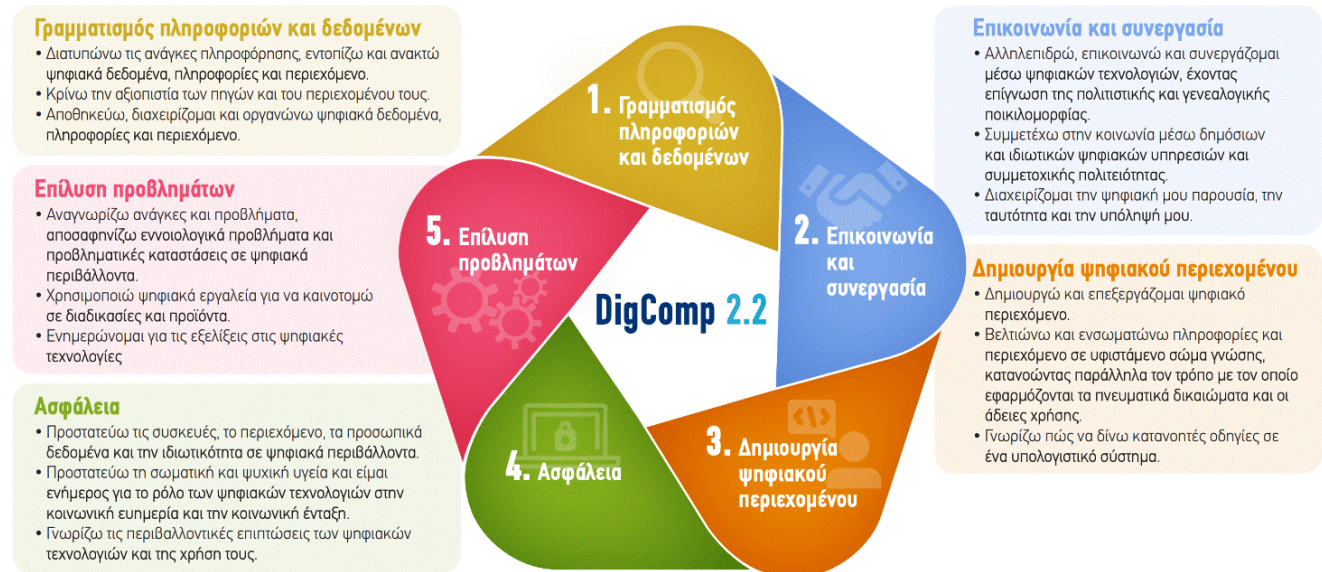 Γραμματισμός πληροφοριών και δεδομένων
• Διατυπώνω τις ανάγκες πληροφόρησης, εντοπίζω και ανακτώ
ψηφιακά δεδομένα, πληροφορίες και περιεχόμενο.
• Κρίνω την αξιοπιστία των πηγών και του περιεχομένου τους.
• Αποθηκεύω, διαχειρίζομαι και οργανώνω ψηφιακά δεδομένα,
πληροφορίες και περιεχόμενο.
Επίλυση προβλημάτων
• Αναγνωρίζω ανάγκες και προβλήματα,
αποσαφηνίζω εννοιολογικά προβλήματα και
προβληματικές καταστάσεις σε ψηφιακά
περιβάλλοντα.
• Χρησιμοποιώ ψηφιακά εργαλεία για να καινοτομώ
σε διαδικασίες και προϊόντα.
• Ενημερώνομαι για τις εξελίξεις στις ψηφιακές
τεχνολογίες
Ασφάλεια
• Προστατεύω τις συσκευές, το περιεχόμενο, τα προσωπικά
δεδομένα και την ιδιωτικότητα σε ψηφιακά περιβάλλοντα.
• Προστατεύω τη σωματική και ψυχική υγεία και είμαι
ενήμερος για το ρόλο των ψηφιακών τεχνολογιών στην
κοινωνική ευημερία και την κοινωνική ένταξη.
• Γνωρίζω τις περιβαλλοντικές επιπτώσεις των ψηφιακών
τεχνολογιών και της χρήση τους.
1. Γραμματισμός
πληροφοριών
και δεδομένων
2. Επικοινωνία
και
συνεργασία
3. Δημιουργία
ψηφιακού
περιεχομένου
4. Ασφάλεια
5. Επίλυση
προβλημάτων
DigComp 2.2
Επικοινωνία και συνεργασία
• Αλληλεπιδρώ, επικοινωνώ και συνεργάζομαι
μέσω ψηφιακών τεχνολογιών, έχοντας
επίγνωση της πολιτιστικής και γενεαλογικής
ποικιλομορφίας.
• Συμμετέχω στην κοινωνία μέσω δημόσιων
και ιδιωτικών ψηφιακών υπηρεσιών και
συμμετοχικής πολιτειότητας.
• Διαχειρίζομαι την ψηφιακή μου παρουσία, την
ταυτότητα και την υπόληψή μου.
Δημιουργία ψηφιακού περιεχομένου
• Δημιουργώ και επεξεργάζομαι ψηφιακό
περιεχόμενο.
• Βελτιώνω και ενσωματώνω πληροφορίες και
περιεχόμενο σε υφιστάμενο σώμα γνώσης,
κατανοώντας παράλληλα τον τρόπο με τον οποίο
εφαρμόζονται τα πνευματικά δικαιώματα και οι
άδειες χρήσης.
• Γνωρίζω πώς να δίνω κατανοπτές οδηγίες σε
ένα υπολογιστικό σύστημα.